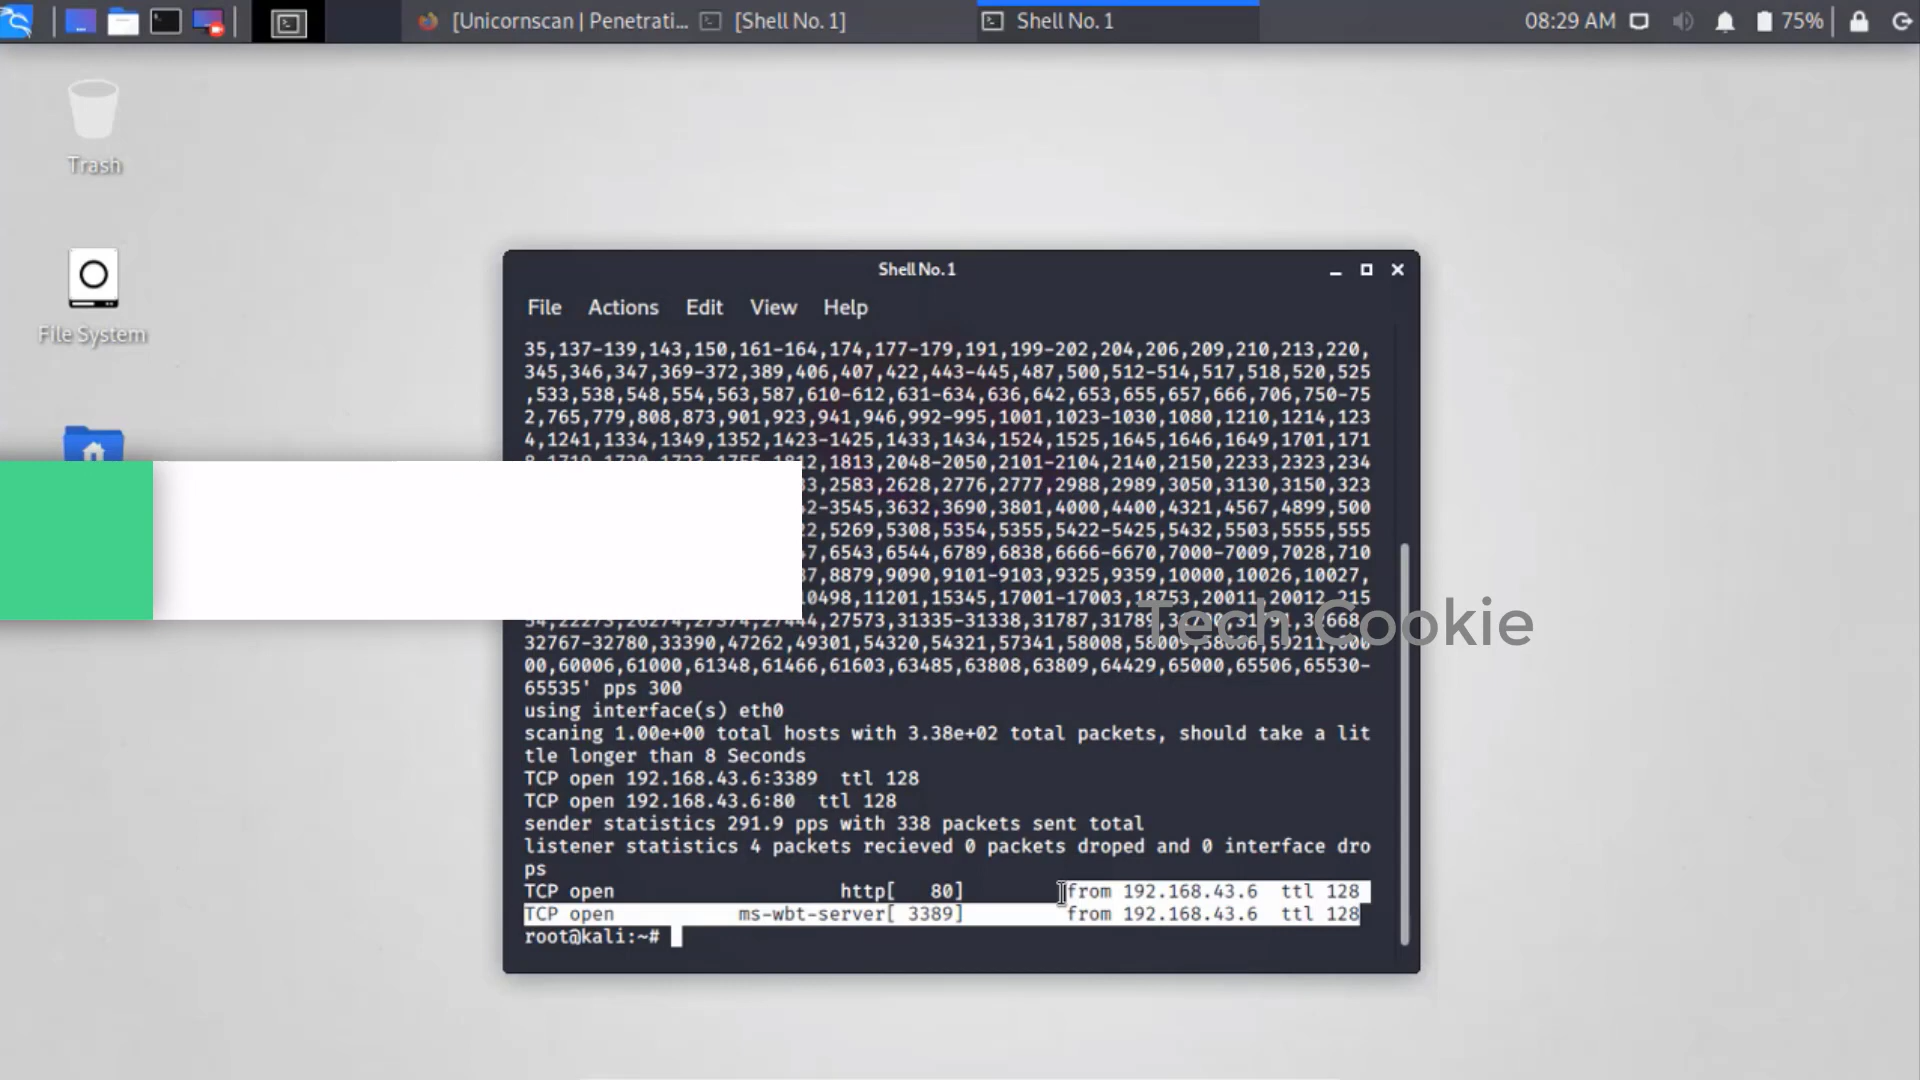 [Unicornscan | Penetrati... [Shell No. 1] Shell No. 1 08:29 AM 75%
Trash
File System
Shell No. 1
File Actions Edit View Help
35,137-139,143,150,161-164,174,177-179,191,199-202,204,206,209,210,213,220,
345,346,347,369-372,389,406,407,422,443-445,487,500,512-514,517,518,520,525
,533,538,548,554,563,587,610-612,631-634,636,642,653,655,657,666,706,750-75
2,765,779,808,873,901,923,941,946,992-995,1001,1023-1030,1080,1210,1214,123
4,1241,1334,1349,1352,1423-1425,1433,1434,1524,1525,1645,1646,1649,1701,171
,1813,2048-2050,2101-2104,2140,2150,2233,2323,234
,2583,2628,2776,2777,2988,2989,3050,3130,3150,323
-3545,3632,3690,3801,4000,4400,4321,4567,4899,500
,5269,5308,5354,5355,5422-5425,5432,5503,5555,555
,6543,6544,6789,6838,6666-6670,7000-7009,7028,710
,8879,9090,9101-9103,9325,9359,10000,10026,10027,
,11201,15345,17001-17003,18753,20011,20012,215
27573,31335-31338,31787,31789
Tech Cookie
32767-32780,33390,47262,49301,54320,54321,57341,58008,58009
00,60006,61000,61348,61466,61603,63485,63808,63809,64429,65000,65506,65530-
65535' pps 300
using interface(s) eth0
scaning 1.00e+00 total hosts with 3.38e+02 total packets, should take a lit
tle longer than 8 Seconds
TCP open 192.168.43.6:3389 ttl 128
TCP open 192.168.43.6:80 ttl 128
sender statistics 291.9 pps with 338 packets sent total
listener statistics 4 packets recieved 0 packets droped and 0 interface dro
ps
TCP open http[ 80] from 192.168.43.6 ttl 128
TCP open ms-wbt-server[ 3389] from 192.168.43.6 ttl 128
root@kali:~#